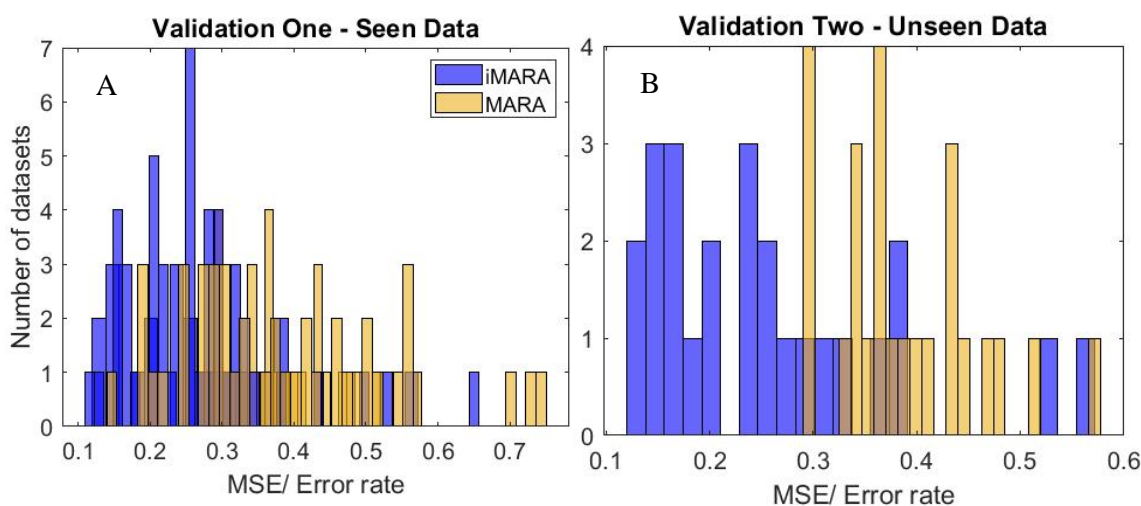 Validation One - Seen Data
A
iMARA
MARA
Number of datasets
7
6
5
4
3
2
1
0
0.1 0.2 0.3 0.4 0.5 0.6 0.7
MSE/ Error rate
Validation Two - Unseen Data
B
4
3
2
1
0
0.1 0.2 0.3 0.4 0.5 0.6
MSE/ Error rate